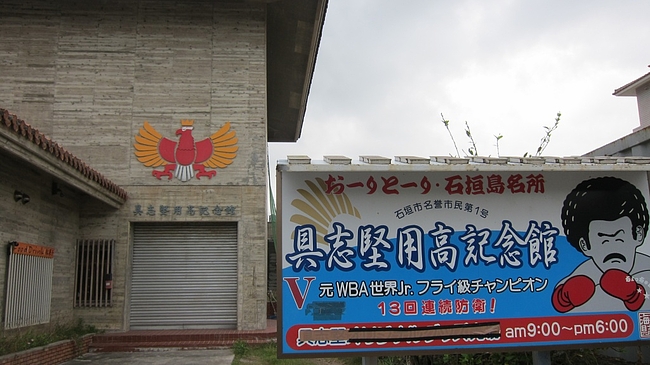 具志堅用高記念館
おーりとーり・石垣島名所
石垣市名誉市民第1号
具志堅用高記念館
V 元 WBA世界Jr. フライ級チャンピオン
13回連続防衛!
am9:00〜pm6:00